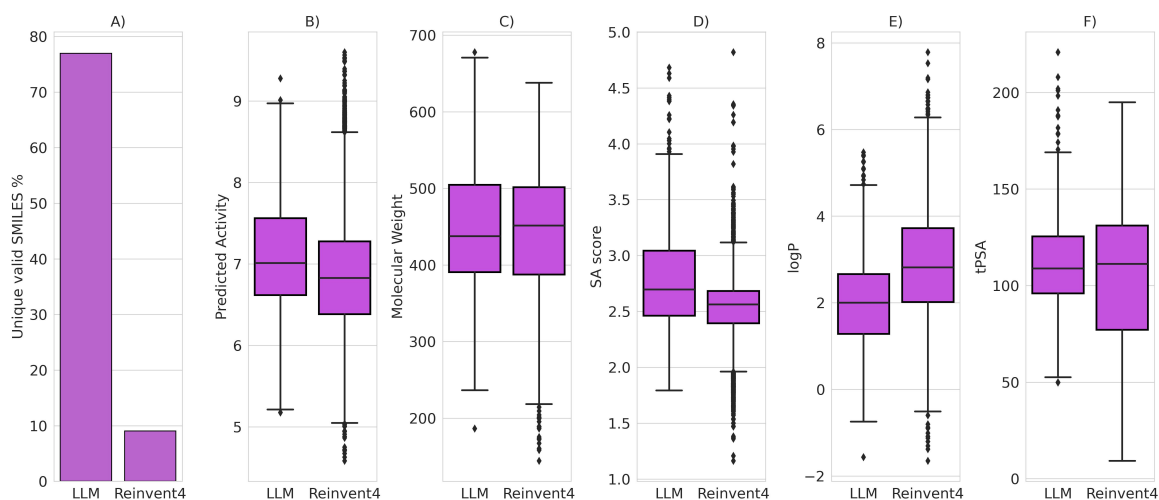 A)
Unique valid SMILES %
80
70
60
50
40
30
20
10
0
LLM Reinvent4
B)
Predicted Activity
9
8
7
6
5
LLM Reinvent4
C)
Molecular Weight
700
600
500
400
300
200
LLM Reinvent4
D)
SA score
5.0
4.5
4.0
3.5
3.0
2.5
2.0
1.5
1.0
LLM Reinvent4
E)
logP
8
6
4
2
0
−2
LLM Reinvent4
F)
tPSA
200
150
100
50
0
LLM Reinvent4